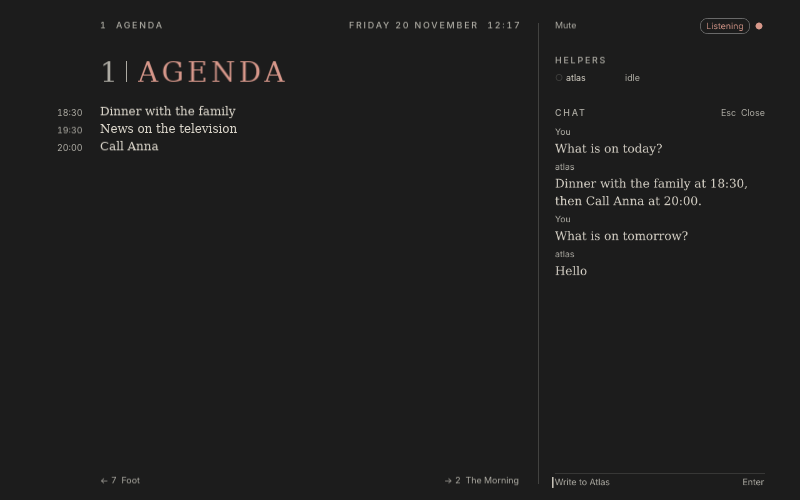 1 AGENDA
FRIDAY 20 NOVEMBER 12:17
1 | AGENDA
18:30 Dinner with the family
19:30 News on the television
20:00 Call Anna
← 7 Foot
→ 2 The Morning
Mute
Listening
HELPERS
atlas idle
CHAT
Esc Close
You
What is on today?
atlas
Dinner with the family at 18:30,
then Call Anna at 20:00.
You
What is on tomorrow?
atlas
Hello
Write to Atlas
Enter